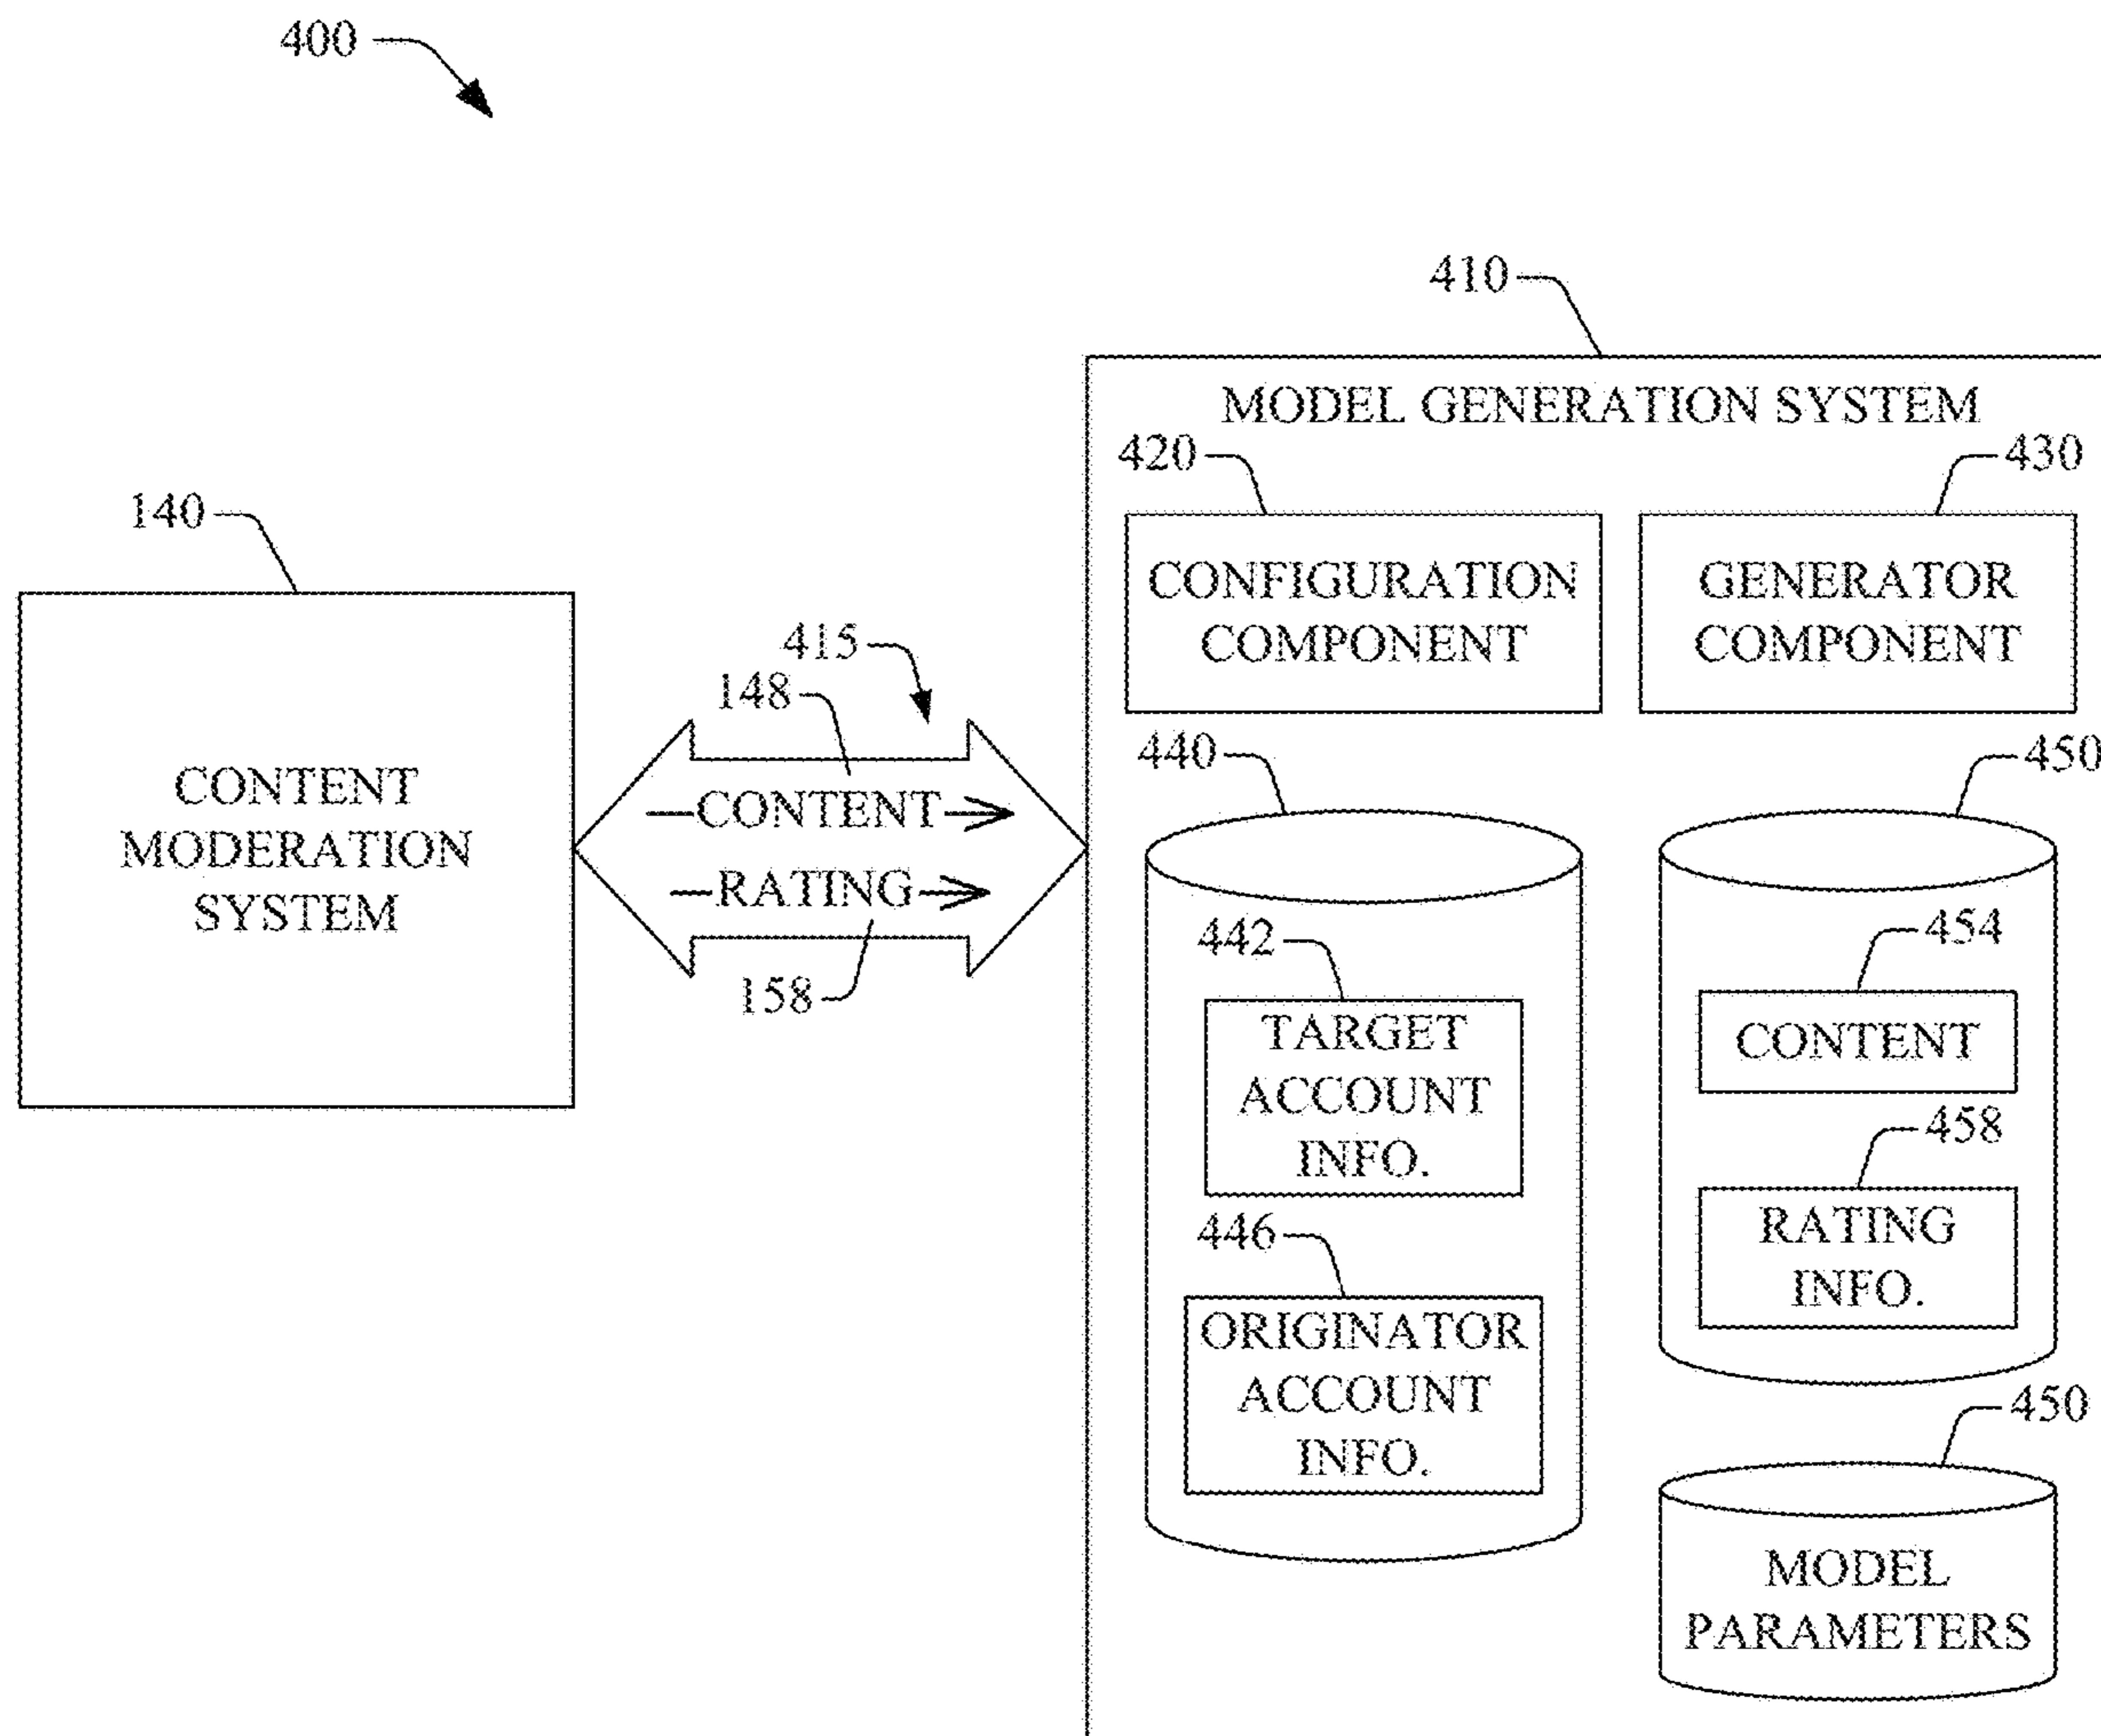 400
410
MODEL GENERATION SYSTEM
420
430
140
CONFIGURATION
COMPONENT
GENERATOR
COMPONENT
415
148
CONTENT
MODERATION
SYSTEM
CONTENT
RATING
158
440
450
442
TARGET
ACCOUNT
INFO.
454
CONTENT
458
RATING
INFO.
446
ORIGINATOR
ACCOUNT
INFO.
450
MODEL
PARAMETERS